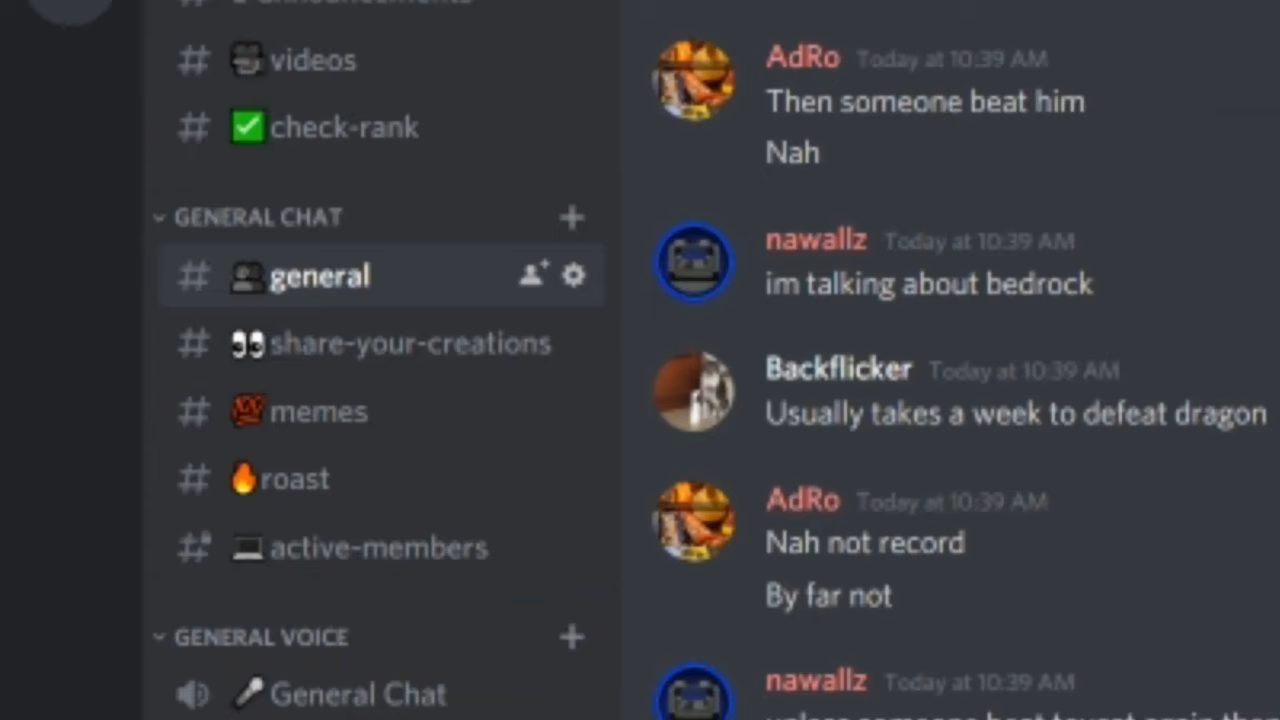 announcements
videos
check-rank
GENERAL CHAT
general
share-your-creations
memes
roast
active-members
GENERAL VOICE
General Chat
AdRo Today at 10:39 AM
Then someone beat him
Nah
nawallz Today at 10:39 AM
im talking about bedrock
Backflicker Today at 10:39 AM
Usually takes a week to defeat dragon
AdRo Today at 10:39 AM
Nah not record
By far not
nawallz Today at 10:39 AM